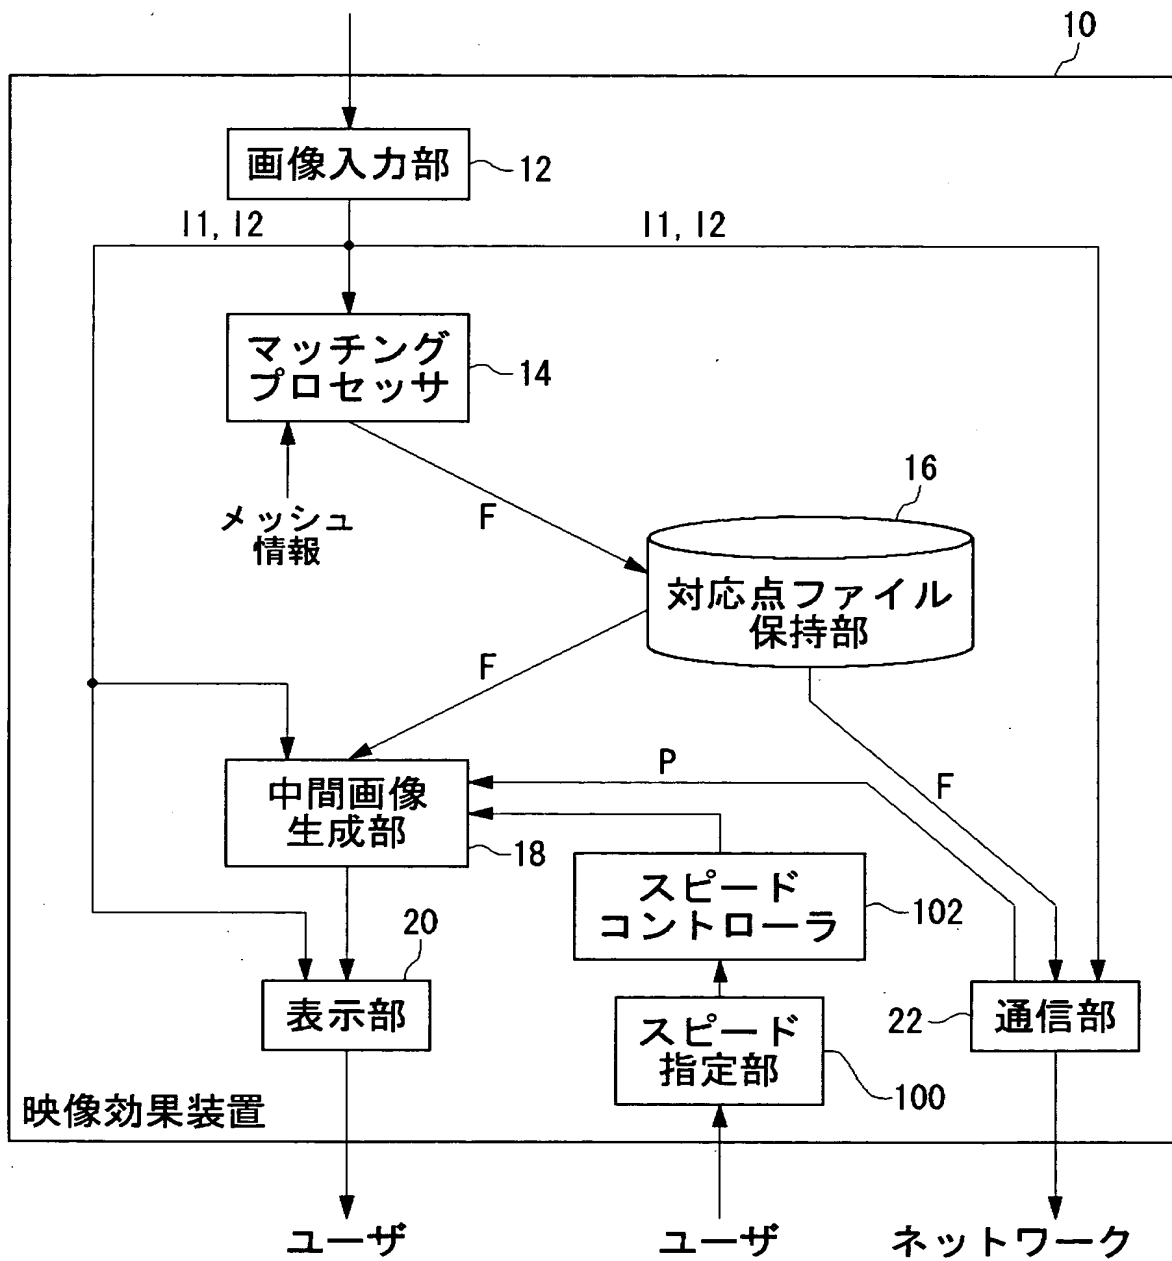 10
画像入力部
12
I1, I2
I1, I2
マッチング
プロセッサ
14
メッシュ
情報
F
16
対応点ファイル
保持部
F
P
F
中間画像
生成部
18
スピード
コントローラ
102
20
表示部
スピード
指定部
100
22
通信部
映像効果装置
ユーザ
ユーザ
ネットワーク